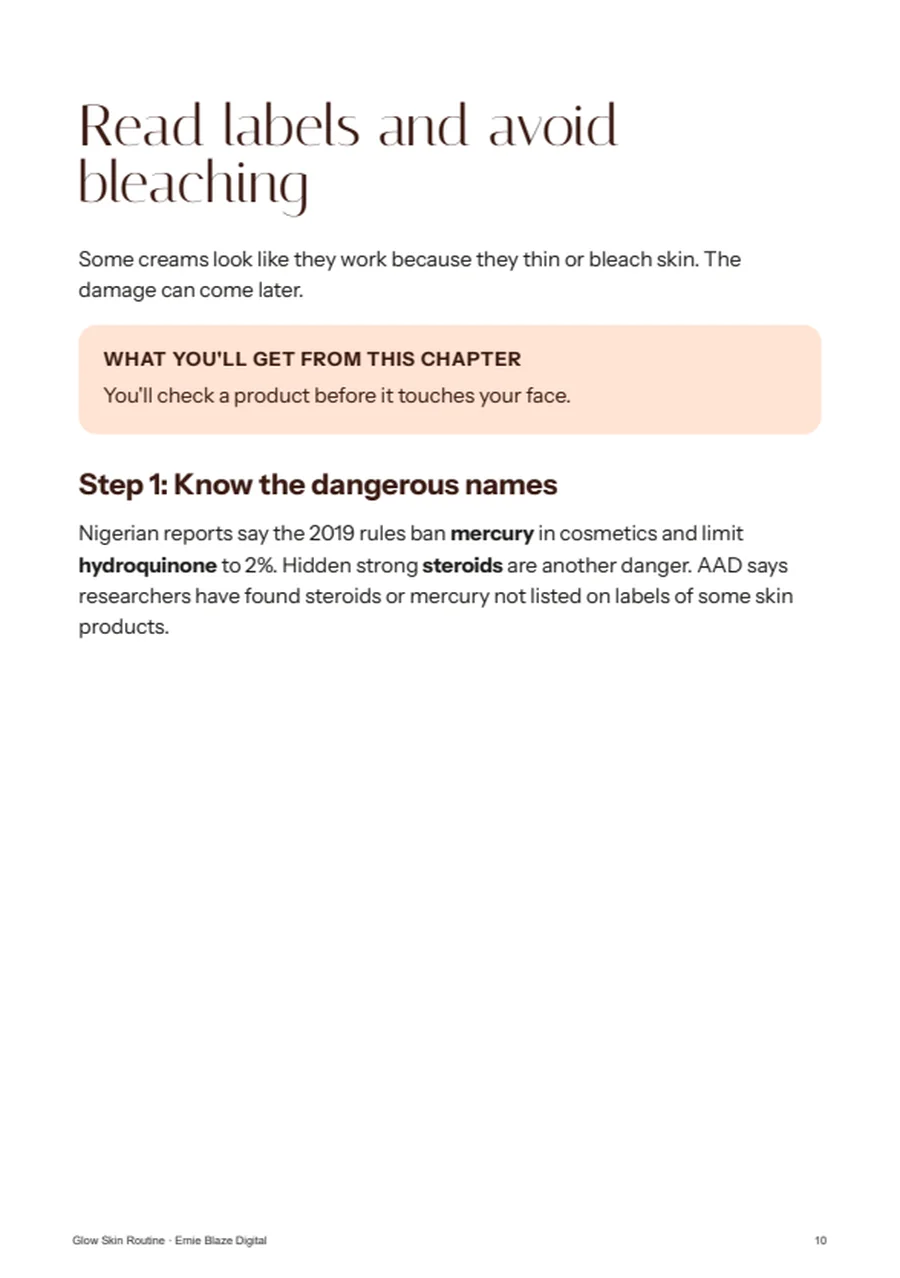 Read labels and avoid
bleaching
Some creams look like they work because they thin or bleach skin. The
damage can come later.
WHAT YOU'LL GET FROM THIS CHAPTER
You'll check a product before it touches your face.
Step 1: Know the dangerous names
Nigerian reports say the 2019 rules ban mercury in cosmetics and limit
hydroquinone to 2%. Hidden strong steroids are another danger. AAD says
researchers have found steroids or mercury not listed on labels of some skin
products.
Glow Skin Routine · Ernie Blaze Digital
10